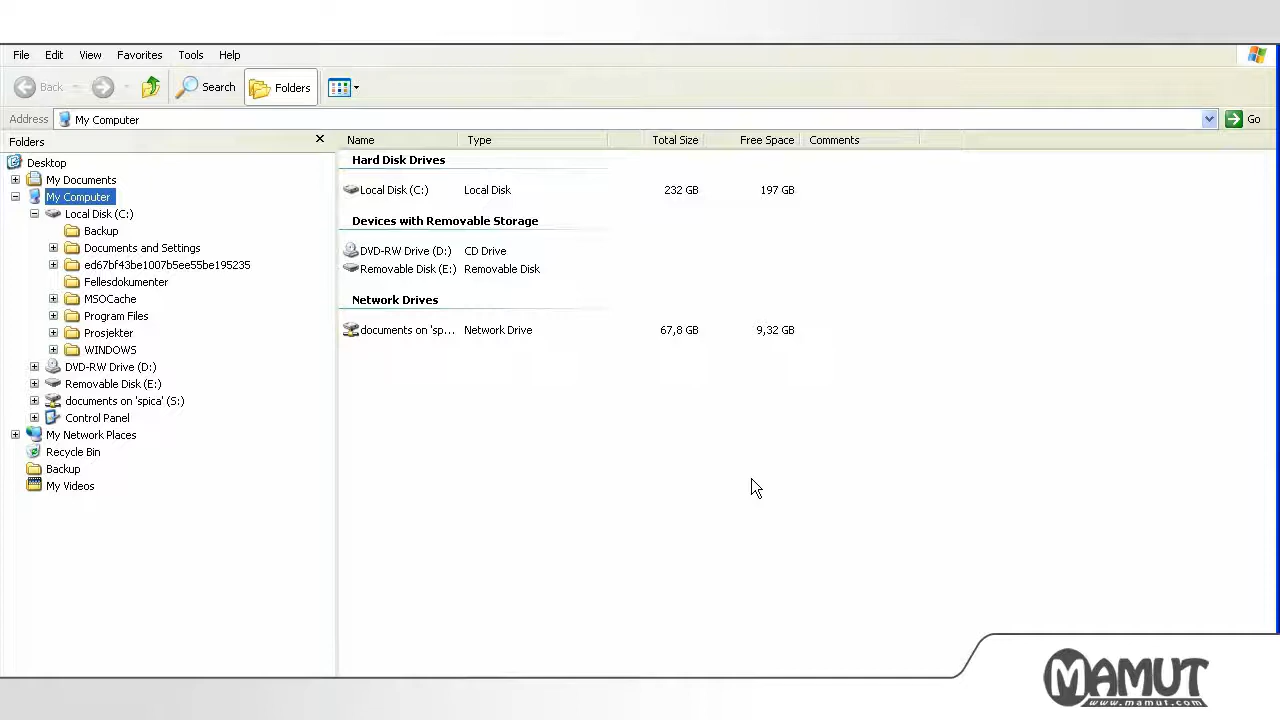 File Edit View Favorites Tools Help
Back Search Folders
Address My Computer Go
Folders
Name Type Total Size Free Space Comments
Desktop
My Documents
My Computer
Local Disk (C:)
Backup
Documents and Settings
ed67bf43be1007b5ee55be195235
Fellesdokumenter
MSOCache
Program Files
Prosjekter
WINDOWS
DVD-RW Drive (D:)
Removable Disk (E:)
documents on 'spica' (S:)
Control Panel
My Network Places
Recycle Bin
Backup
My Videos
Hard Disk Drives
Local Disk (C:) Local Disk 232 GB 197 GB
Devices with Removable Storage
DVD-RW Drive (D:) CD Drive
Removable Disk (E:) Removable Disk
Network Drives
documents on 'sp... Network Drive 67,8 GB 9,32 GB
MAMUT
www.mamut.com